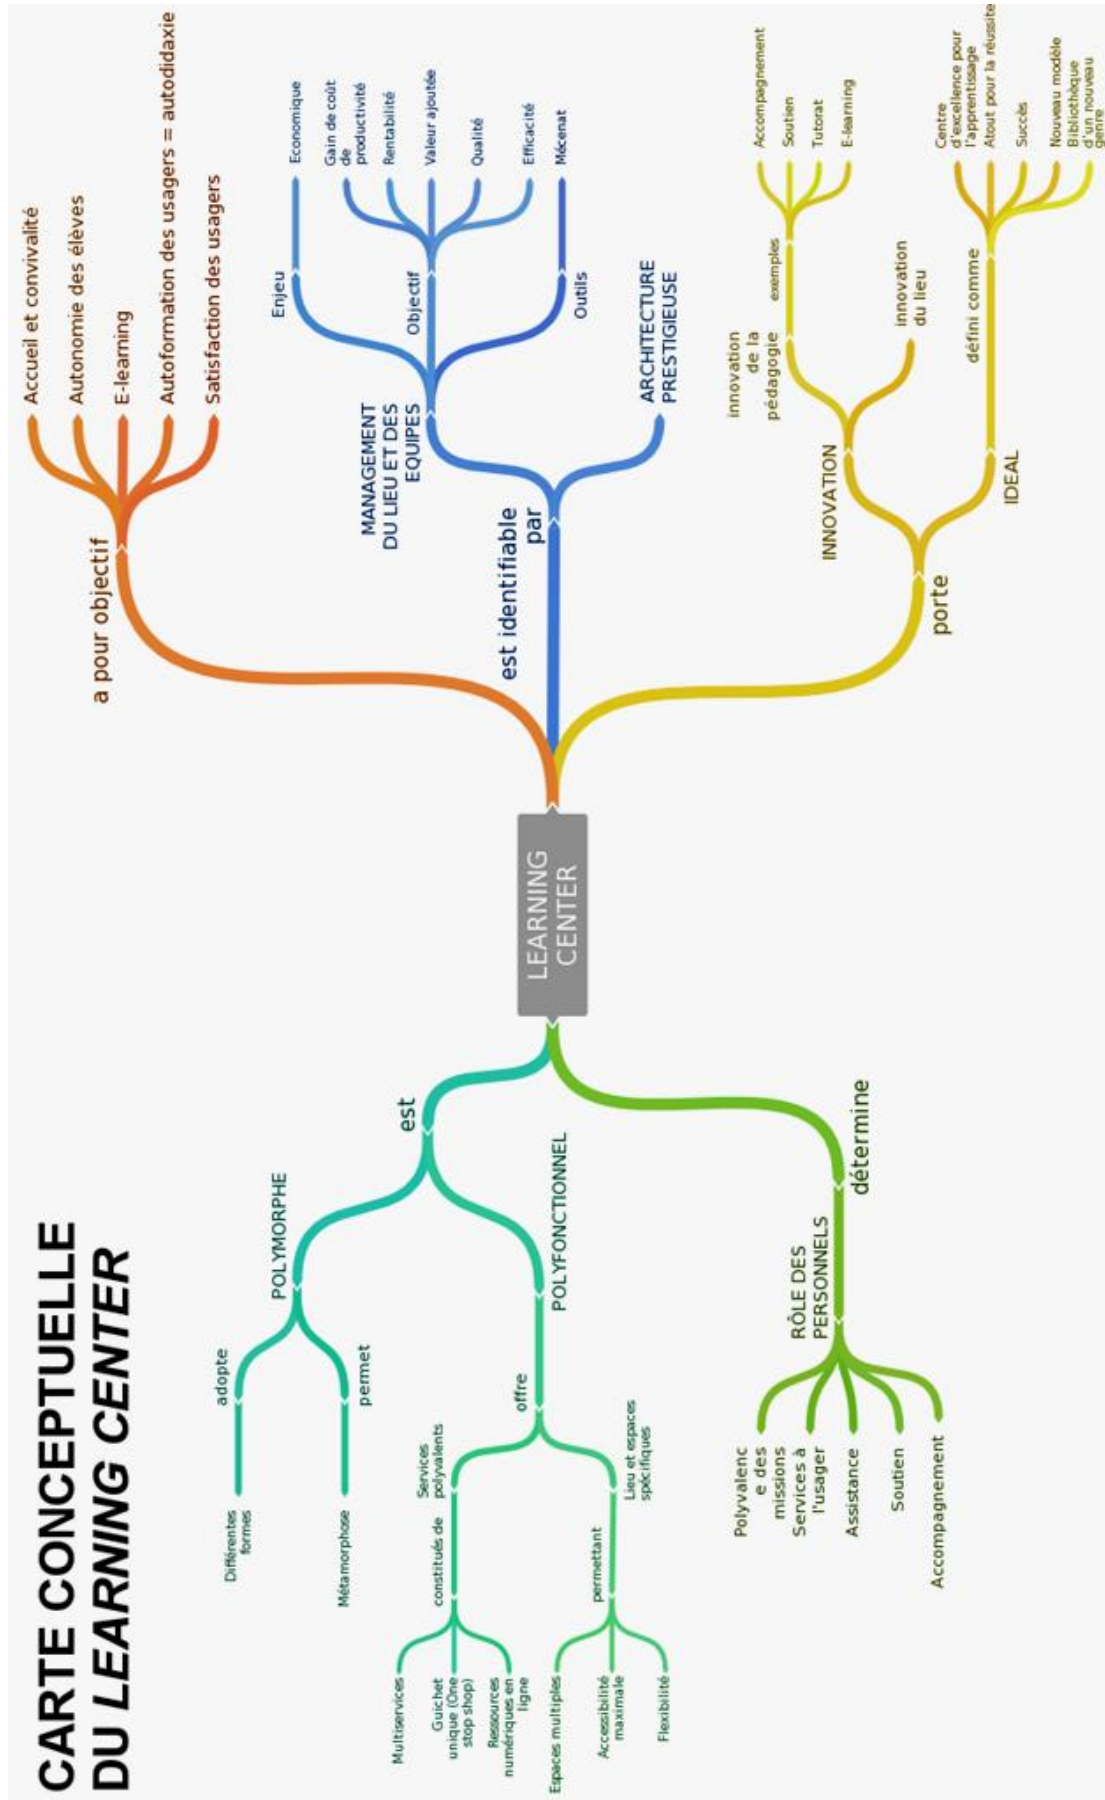 CARTE CONCEPTUELLE
DU LEARNING CENTER
LEARNING
CENTER
est
POLYMORPHE
adopte
Différentes
formes
permet
Métamorphose
POLYFONCTIONNEL
offre
Services
polyvalents
constitués de
Multiservices
Guichet
unique (One
stop shop)
Ressources
numériques en
ligne
Lieu et espaces
spécifiques
permettant
Espaces multiples
Accessibilité
maximale
Flexibilité
détermine
RÔLE DES
PERSONNELS
Polyvalenc
e des
missions
Services à
l'usager
Assistance
Soutien
Accompagnement
a pour objectif
Accueil et convivalité
Autonomie des élèves
E-learning
Autoformation des usagers = autodidaxie
Satisfaction des usagers
est identifiable
par
MANAGEMENT
DU LIEU ET DES
EQUIPES
Enjeu
Economique
Objectif
Gain de coût
de
productivité
Rentabilité
Valeur ajoutée
Qualité
Efficacité
Outils
Mécenat
ARCHITECTURE
PRESTIGIEUSE
porte
INNOVATION
innovation
de la
pédagogie
exemples
Accompagnement
Soutien
Tutorat
E-learning
innovation
du lieu
IDEAL
défini comme
Centre
d'excellence pour
l'apprentissage
Atout pour la réussite
Succès
Nouveau modèle
Bibliothèque
d'un nouveau
genre